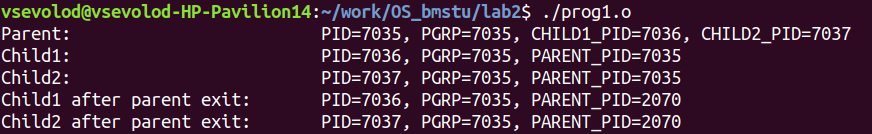 vsevolod@vsevolod-HP-Pavilion14:~/work/OS_bmstu/lab2$ ./prog1.o
Parent: PID=7035, PGRP=7035, CHILD1_PID=7036, CHILD2_PID=7037
Child1: PID=7036, PGRP=7035, PARENT_PID=7035
Child2: PID=7037, PGRP=7035, PARENT_PID=7035
Child1 after parent exit: PID=7036, PGRP=7035, PARENT_PID=2070
Child2 after parent exit: PID=7037, PGRP=7035, PARENT_PID=2070